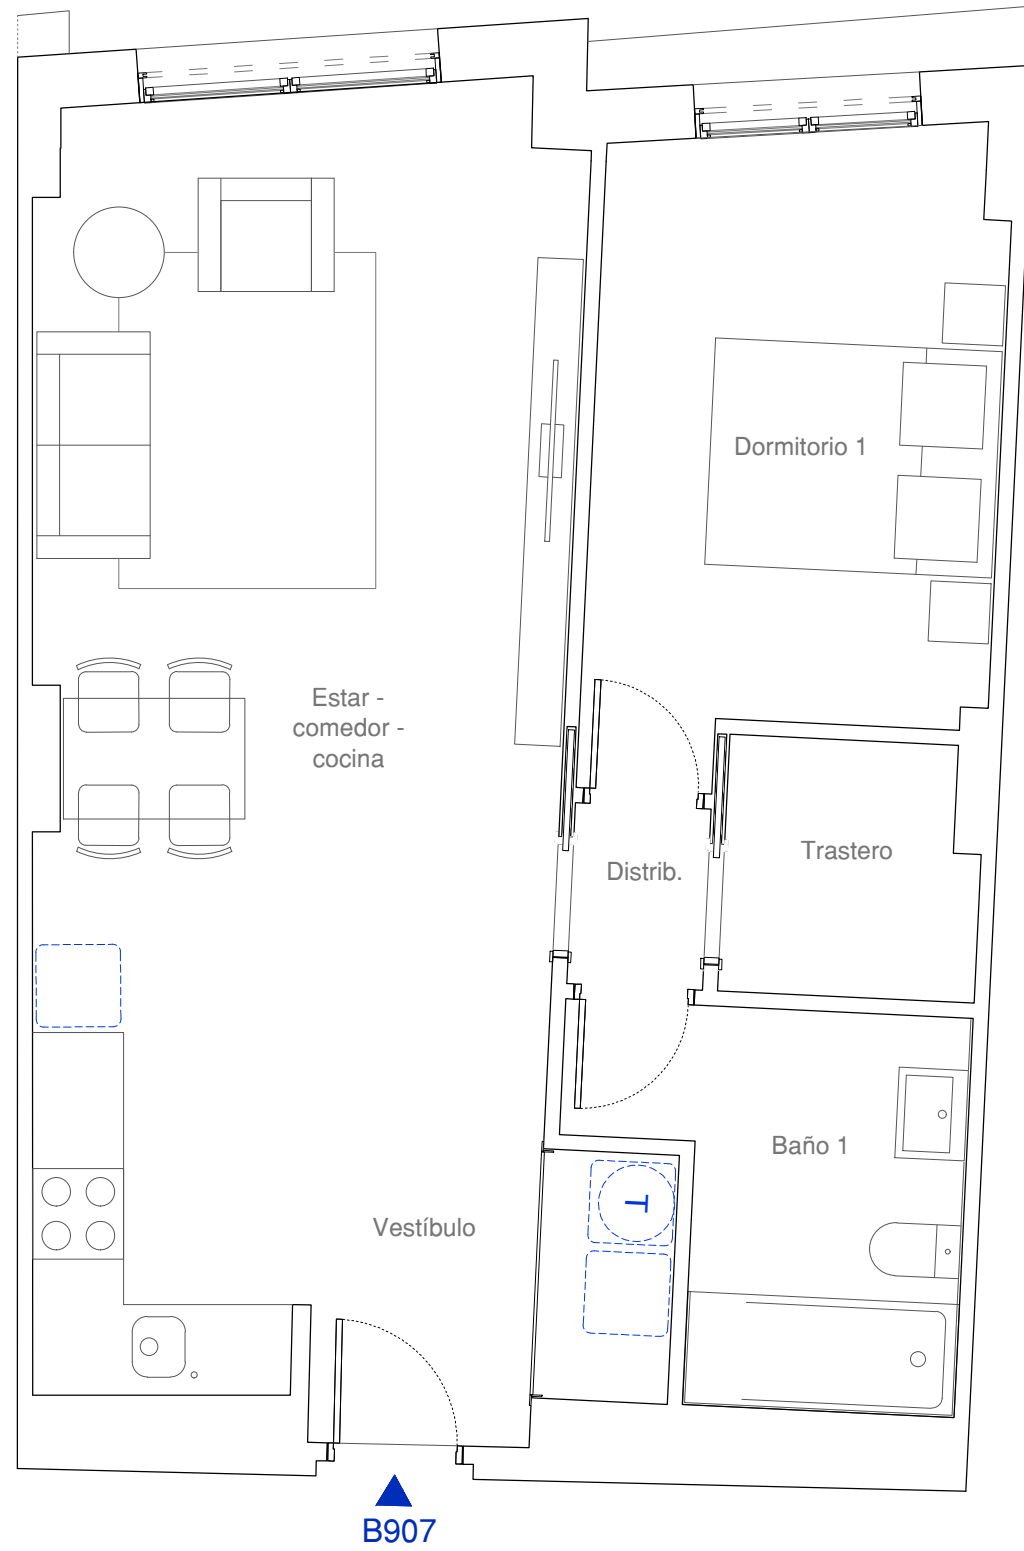 Dormitorio 1
Estar -
comedor -
cocina
Trastero
Distrib.
Baño 1
T
Vestíbulo
B907